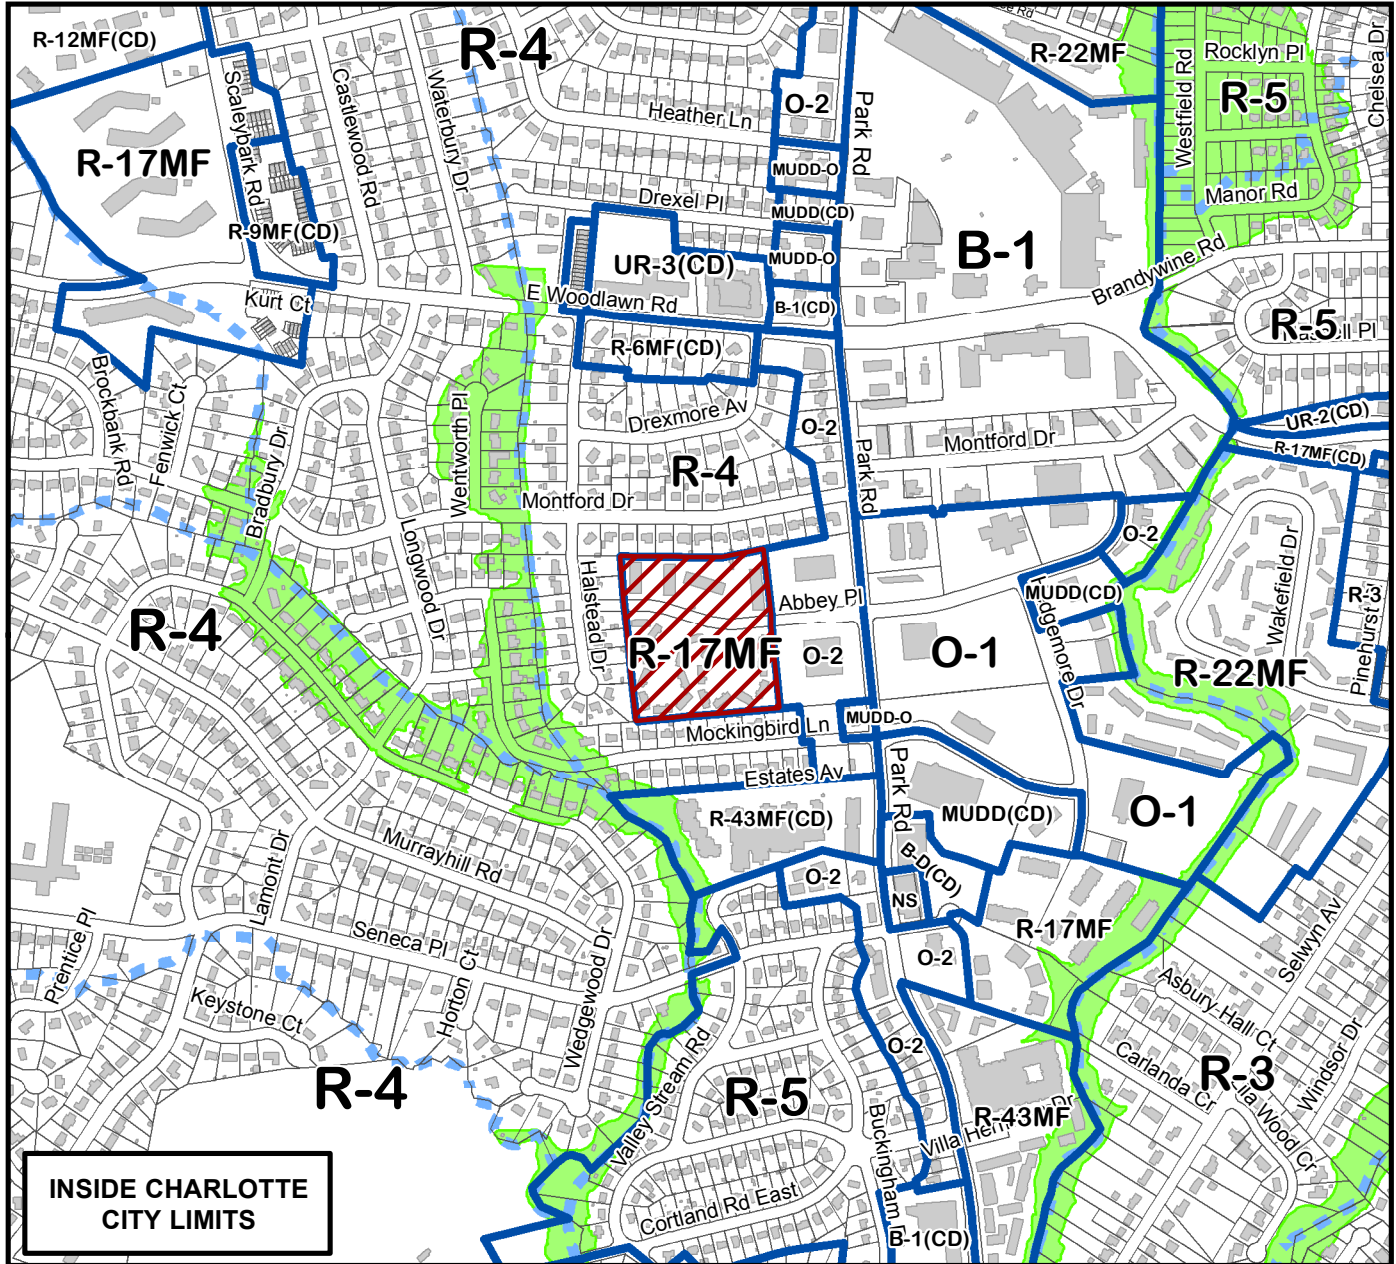 R-12MF(CD)
R-4
R-22MF
Rocklyn Pl
Chelsea Dr
Westfield Rd
R-5
Scaleybark Rd
Castlewood Rd
Waterbury Dr
Heather Ln
O-2
Park Rd
R-17MF
MUDD-O
Manor Rd
Drexel Pl
MUDD(CD)
R-9MF(CD)
B-1
MUDD-O
UR-3(CD)
Brandywine Rd
Kurt Ct
E Woodlawn Rd
B-1(CD)
R-5
R-6MF(CD)
Brockbank Rd
Fenwick Ct
Wentworth Pl
Drexmore Av
O-2
UR-2(CD)
Bradbury Dr
Montford Dr
R-17MF(CD)
R-4
Park Rd
Montford Dr
Longwood Dr
O-2
Wakefield Dr
Halstead Dr
Abbey Pl
MUDD(CD)
R-3
R-4
R-17MF
O-2
O-1
Edgemore Dr
R-22MF
Pinehurst
Mockingbird Ln
MUDD-O
Estates Av
Park Rd
R-43MF(CD)
MUDD(CD)
O-1
Lamont Dr
Murrayhill Rd
B-D(CD)
O-2
NS
Selwyn Av
Prentice Pl
Seneca Pl
Horton Ct
Wedgewood Dr
R-17MF
O-2
Asbury Hall Ct
Keystone Ct
O-2
Windsor Dr
Carlanda Ct
R-3
R-4
Valley Stream Rd
R-5
R-43MF
Buckingham
Wood Cr
Cortland Rd East
B-1(CD)
INSIDE CHARLOTTE
CITY LIMITS